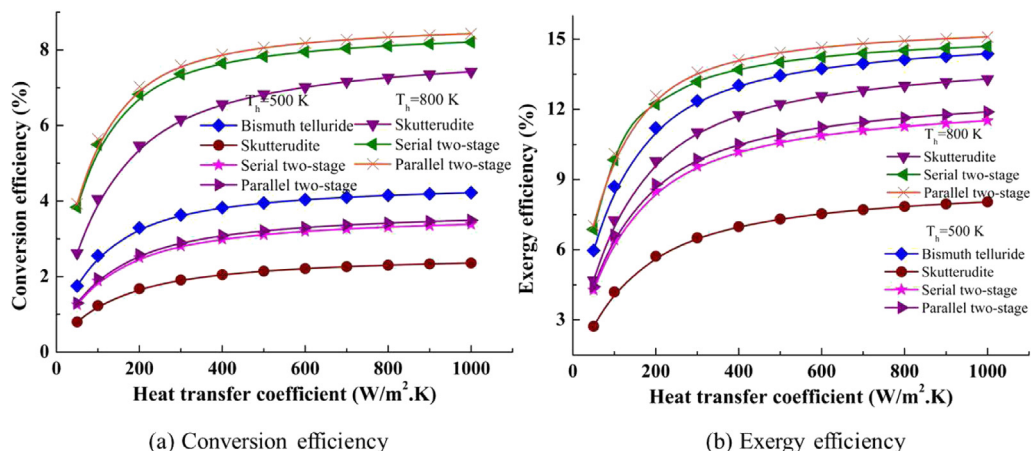 8
6
4
2
0
Conversion efficiency (%)
T_h=500 K
Bismuth telluride
Skutterudite
Serial two-stage
Parallel two-stage
T_h=800 K
Skutterudite
Serial two-stage
Parallel two-stage
0 200 400 600 800 1000
Heat transfer coefficient (W/m².K)
(a) Conversion efficiency
15
12
9
6
3
Exergy efficiency (%)
T_h=800 K
Skutterudite
Serial two-stage
Parallel two-stage
T_h=500 K
Bismuth telluride
Skutterudite
Serial two-stage
Parallel two-stage
0 200 400 600 800 1000
Heat transfer coefficient (W/m².K)
(b) Exergy efficiency